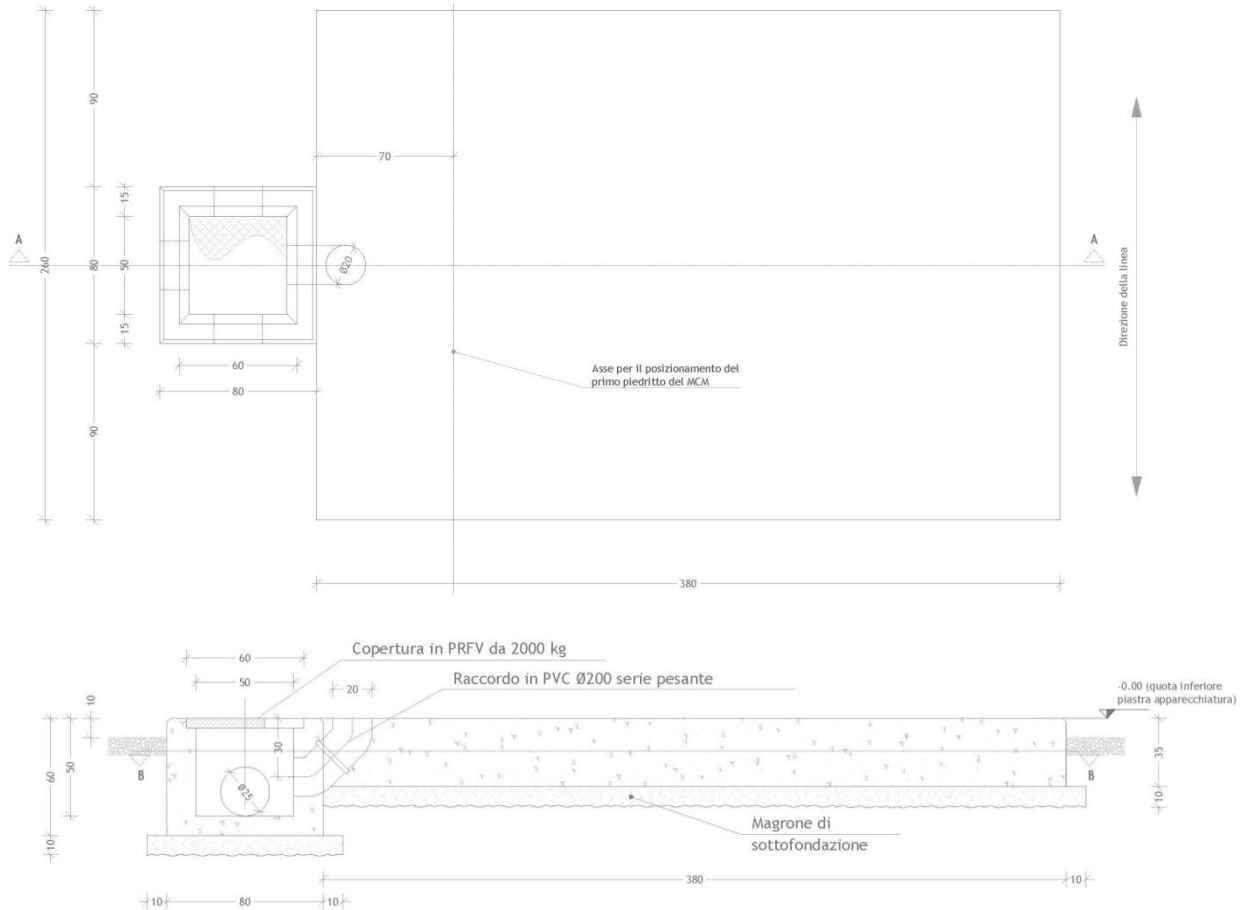 90
70
15
A
A
260
80
50
Ø20
Direzione della linea
15
60
Asse per il posizionamento del
primo piedritto del MCM
80
90
380
Copertura in PRFV da 2000 kg
60
Raccordo in PVC Ø200 serie pesante
50
20
-0.00 (quota inferiore
piastra apparecchiatura)
10
30
35
60
50
B
B
Ø25
10
10
Magrone di
sottofondazione
380
10
10
80
10